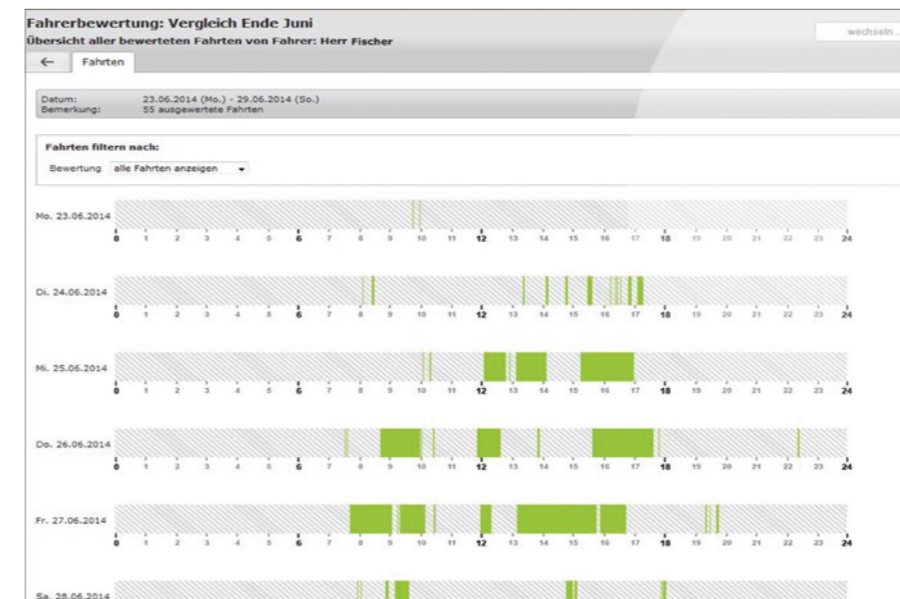 Fahrerbewertung: Vergleich Ende Juni
Übersicht aller bewerteten Fahrten von Fahrer: Herr Fischer
wechseln ..
← Fahrten
Datum: 23.06.2014 (Mo.) - 29.06.2014 (So.)
Bemerkung: 55 ausgewertete Fahrten
Fahrten filtern nach:
Bewertung alle Fahrten anzeigen
Mo. 23.06.2014
0 1 2 3 4 5 6 7 8 9 10 11 12 13 14 15 16 17 18 19 20 21 22 23 24
Di. 24.06.2014
0 1 2 3 4 5 6 7 8 9 10 11 12 13 14 15 16 17 18 19 20 21 22 23 24
Mi. 25.06.2014
0 1 2 3 4 5 6 7 8 9 10 11 12 13 14 15 16 17 18 19 20 21 22 23 24
Do. 26.06.2014
0 1 2 3 4 5 6 7 8 9 10 11 12 13 14 15 16 17 18 19 20 21 22 23 24
Fr. 27.06.2014
0 1 2 3 4 5 6 7 8 9 10 11 12 13 14 15 16 17 18 19 20 21 22 23 24
Sa. 28.06.2014